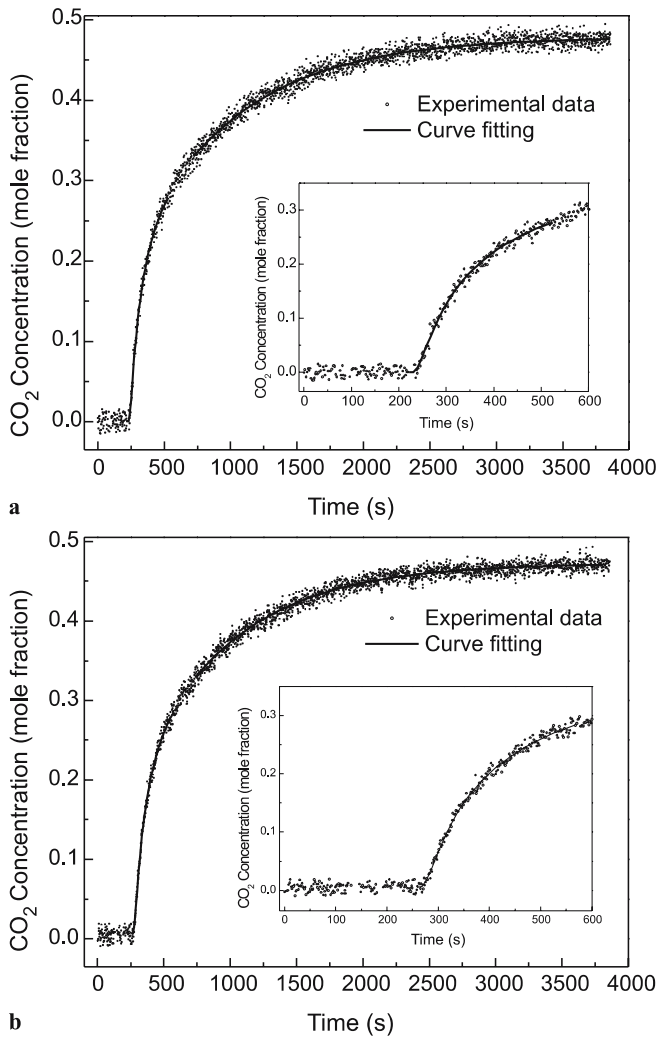 0.5
0.4
0.3
0.2
0.1
0.0
CO2 Concentration (mole fraction)
Experimental data
Curve fitting
0.3
0.2
0.1
0.0
CO2 Concentration (mole fraction)
0 100 200 300 400 500 600
Time (s)
0 500 1000 1500 2000 2500 3000 3500 4000
Time (s)
a
0.5
0.4
0.3
0.2
0.1
0.0
CO2 Concentration (mole fraction)
Experimental data
Curve fitting
0.3
0.2
0.1
0.0
CO2 Concentration (mole fraction)
0 100 200 300 400 500 600
Time (s)
0 500 1000 1500 2000 2500 3000 3500 4000
Time (s)
b